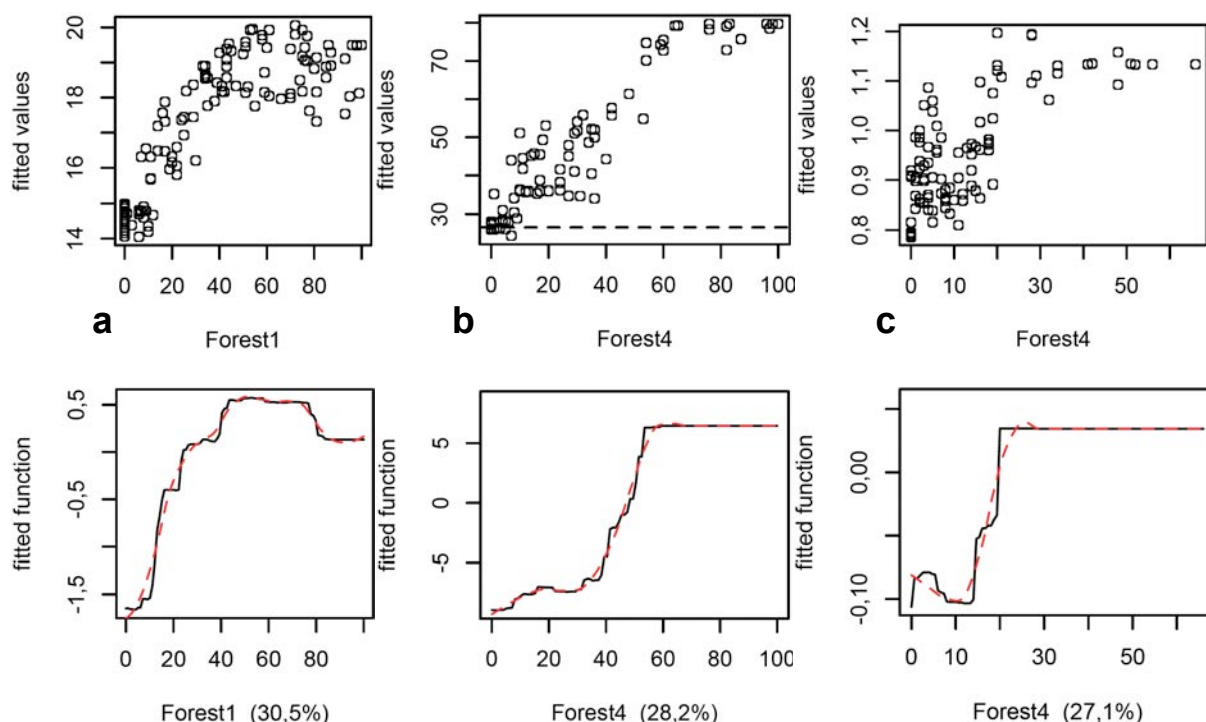 fitted values
20
18
16
14
0 20 40 60 80
a
Forest1
fitted values
70
50
30
0 20 40 60 80 100
b
Forest4
fitted values
1,2
1,1
1,0
0,9
0,8
0 10 30 50
c
Forest4
fitted function
0,5
-0,5
-1,5
0 20 40 60 80
Forest1 (30,5%)
fitted function
5
0
-5
0 20 40 60 80 100
Forest4 (28,2%)
fitted function
0,00
-0,10
0 10 30 50
Forest4 (27,1%)